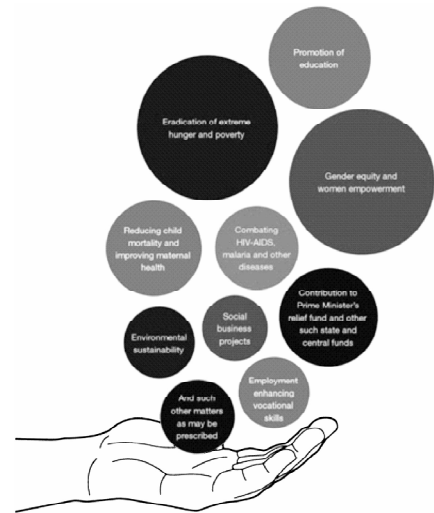 Promotion of
education
Eradication of extreme
hunger and poverty
Gender equity and
women empowerment
Reducing child
mortality and
improving maternal
health
Combating
HIV-AIDS,
malaria and other
diseases
Contribution to
Prime Minister's
relief fund and other
such state and
central funds
Social
business
projects
Environmental
sustainability
Employment
enhancing
vocational
skills
And such
other matters
as may be
prescribed